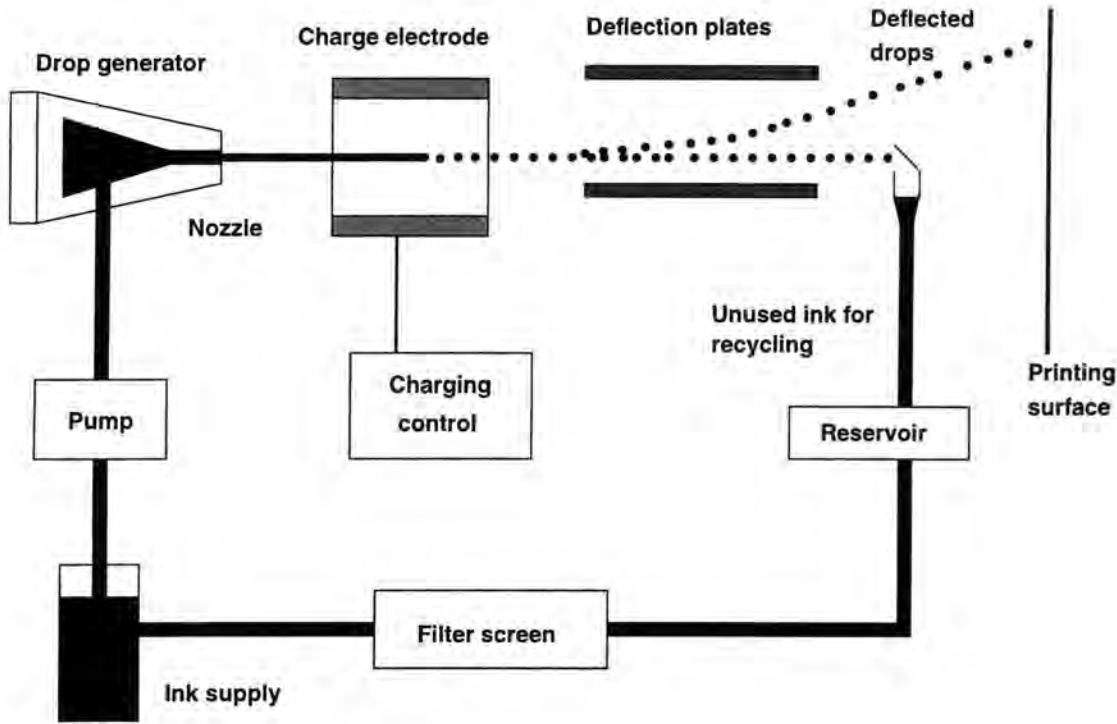 Drop generator
Charge electrode
Deflection plates
Deflected
drops
Nozzle
Pump
Charging
control
Unused ink for
recycling
Reservoir
Printing
surface
Filter screen
Ink supply